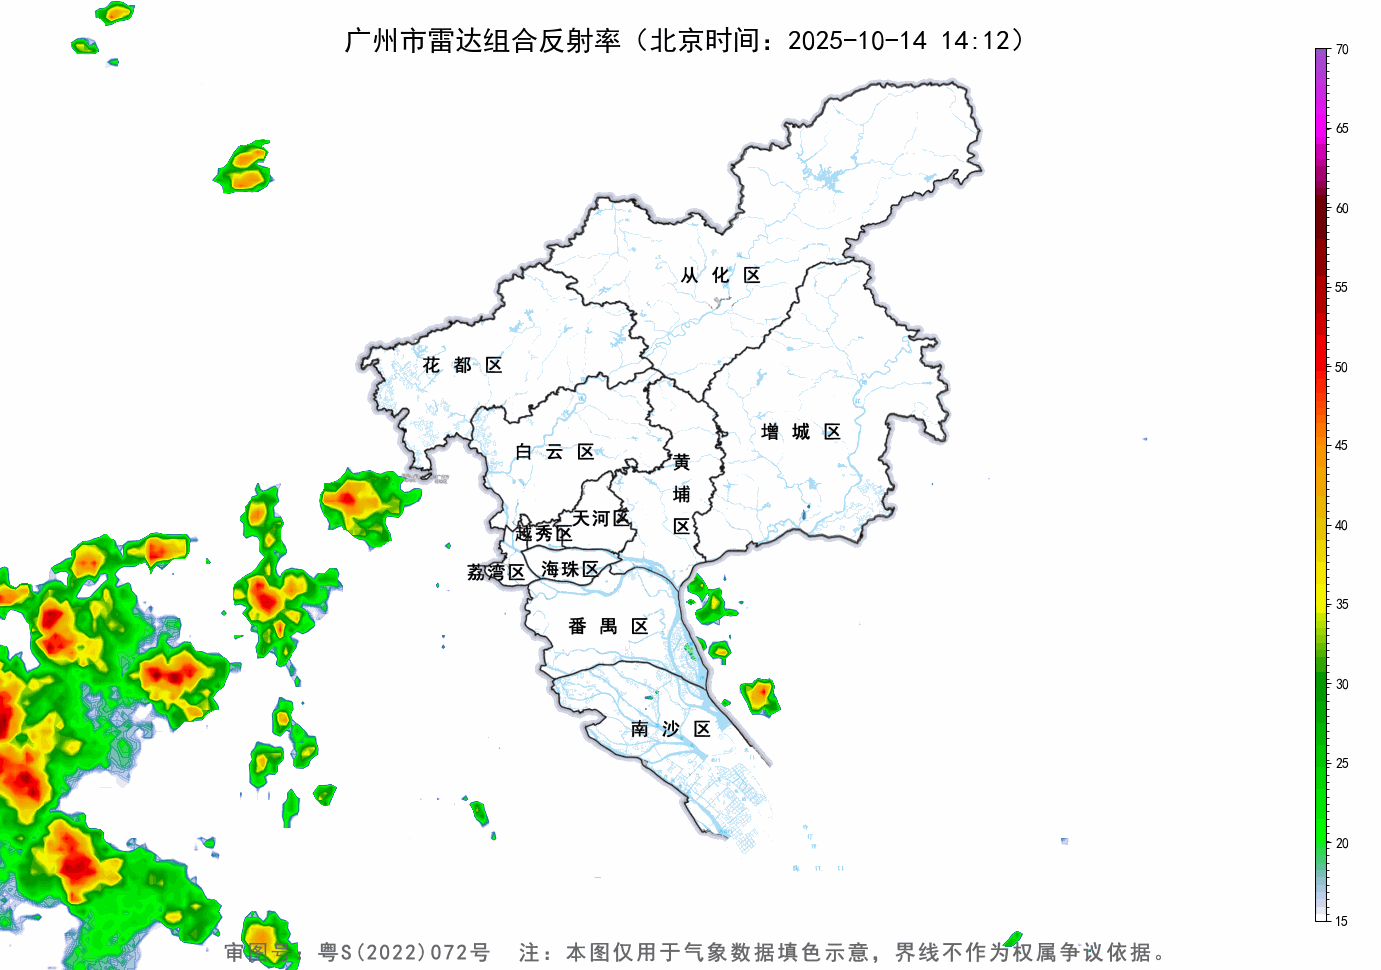 广州市雷达组合反射率（北京时间：2025-10-14 14:12）
70
65
60
55
50
45
40
35
30
25
20
15
从化区
花都区
增城区
白云区
黄埔区
天河区
越秀区
荔湾区
海珠区
番禺区
南沙区
审图号：粤S(2022)072号 注：本图仅用于气象数据填色示意，界线不作为权属争议依据。